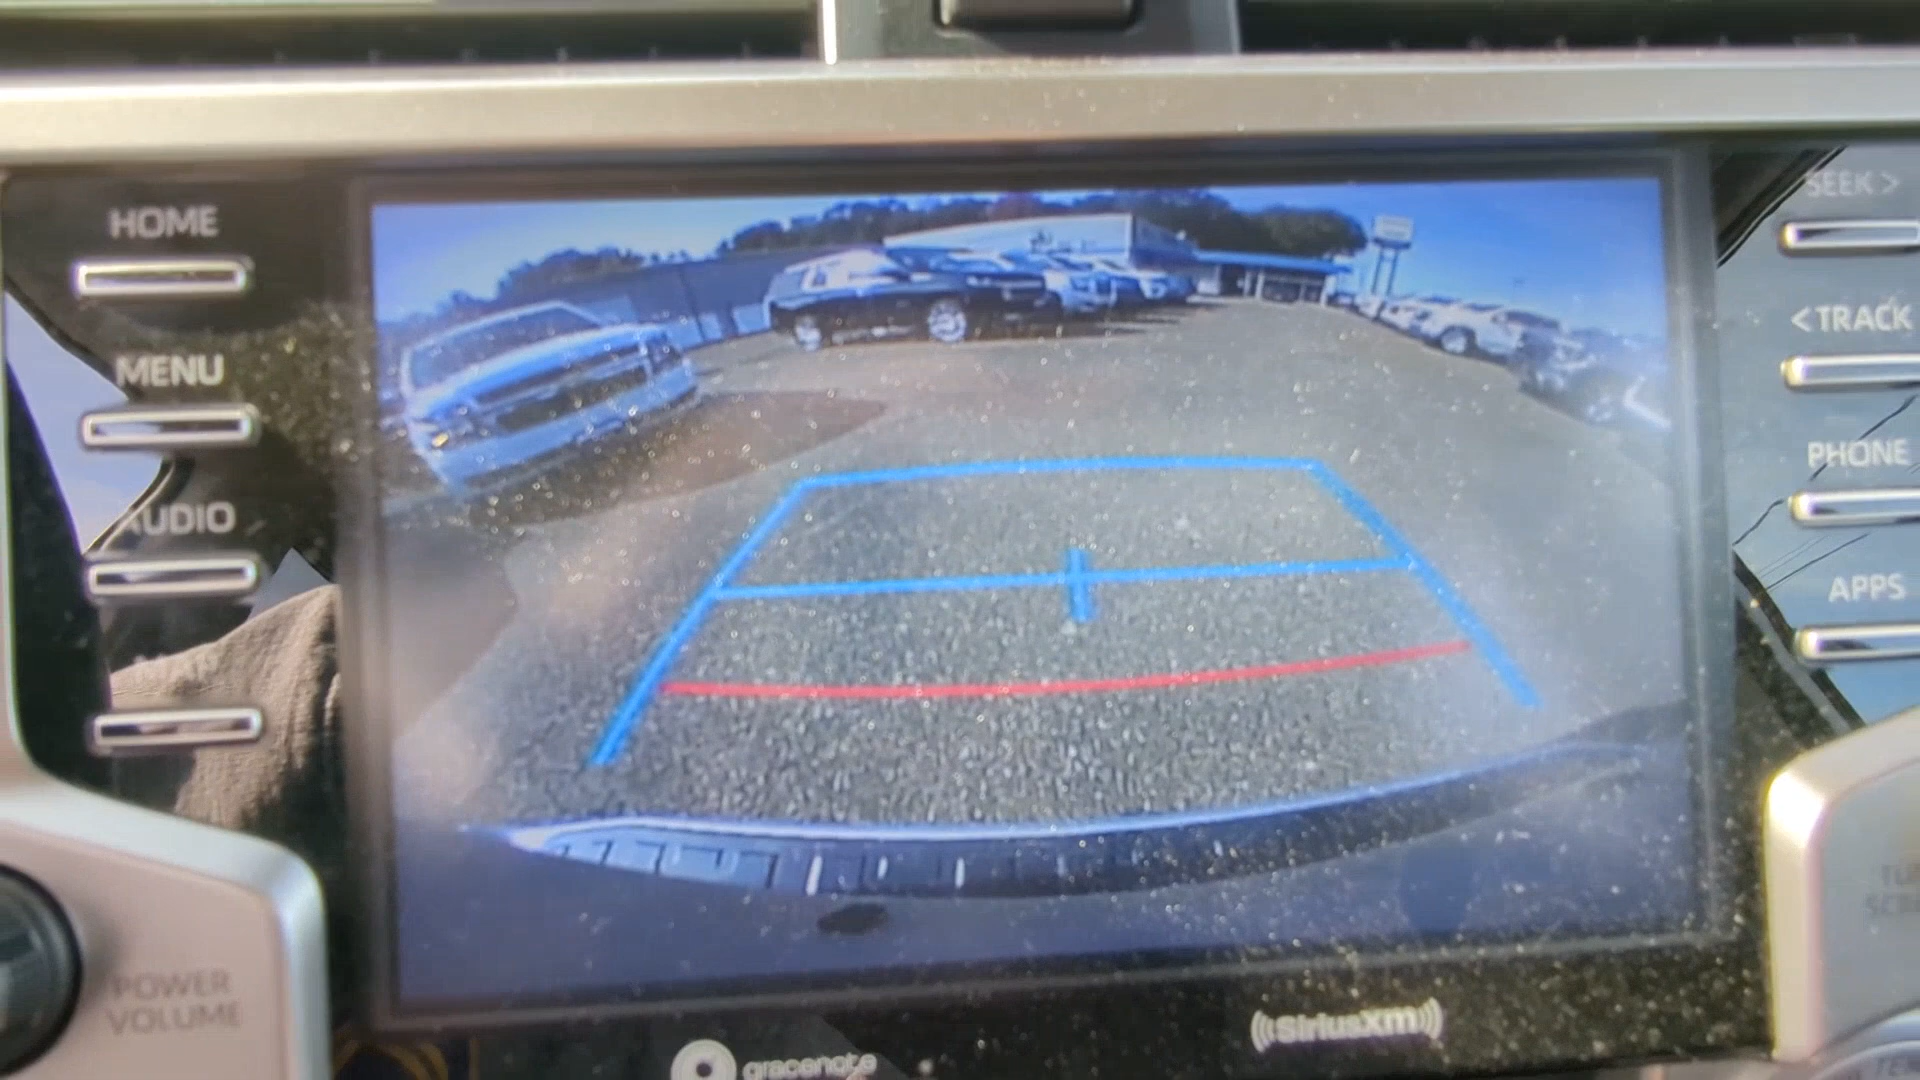 HOME
MENU
AUDIO
POWER
VOLUME
SEEK >
< TRACK
PHONE
APPS
gracenote
SiriusXM